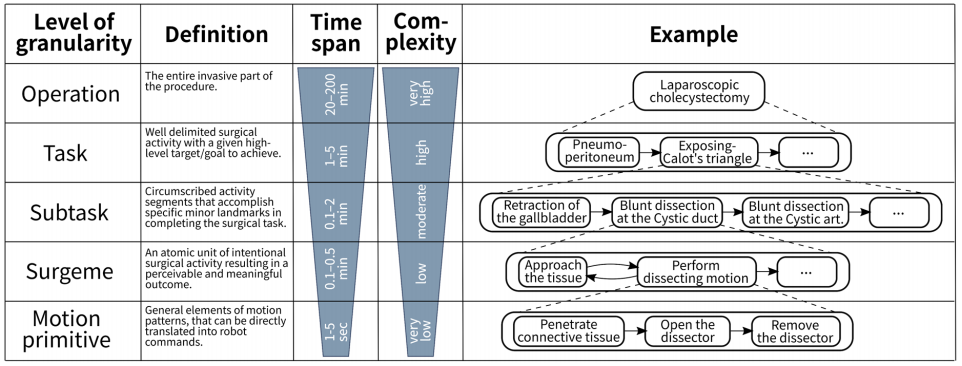 Level of
granularity
Definition
Time
span
Com-
plexity
Example
Operation
The entire invasive part of
the procedure.
20–200
min
very
high
Laparoscopic
cholecystectomy
Task
Well delimited surgical
activity with a given high-
level target/goal to achieve.
1–5
min
high
Pneumo-
peritoneum
Exposing-
Calot's triangle
...
Subtask
Circumscribed activity
segments that accomplish
specific minor landmarks in
completing the surgical task.
0.1–2
min
moderate
Retraction of
the gallbladder
Blunt dissection
at the Cystic duct
Blunt dissection
at the Cystic art.
...
Surgeme
An atomic unit of intentional
surgical activity resulting in a
perceivable and meaningful
outcome.
0.1–0.5
min
low
Approach
the tissue
Perform
dissecting motion
...
Motion
primitive
General elements of motion
patterns, that can be directly
translated into robot
commands.
1-5
sec
very
low
Penetrate
connective tissue
Open the
dissector
Remove
the dissector